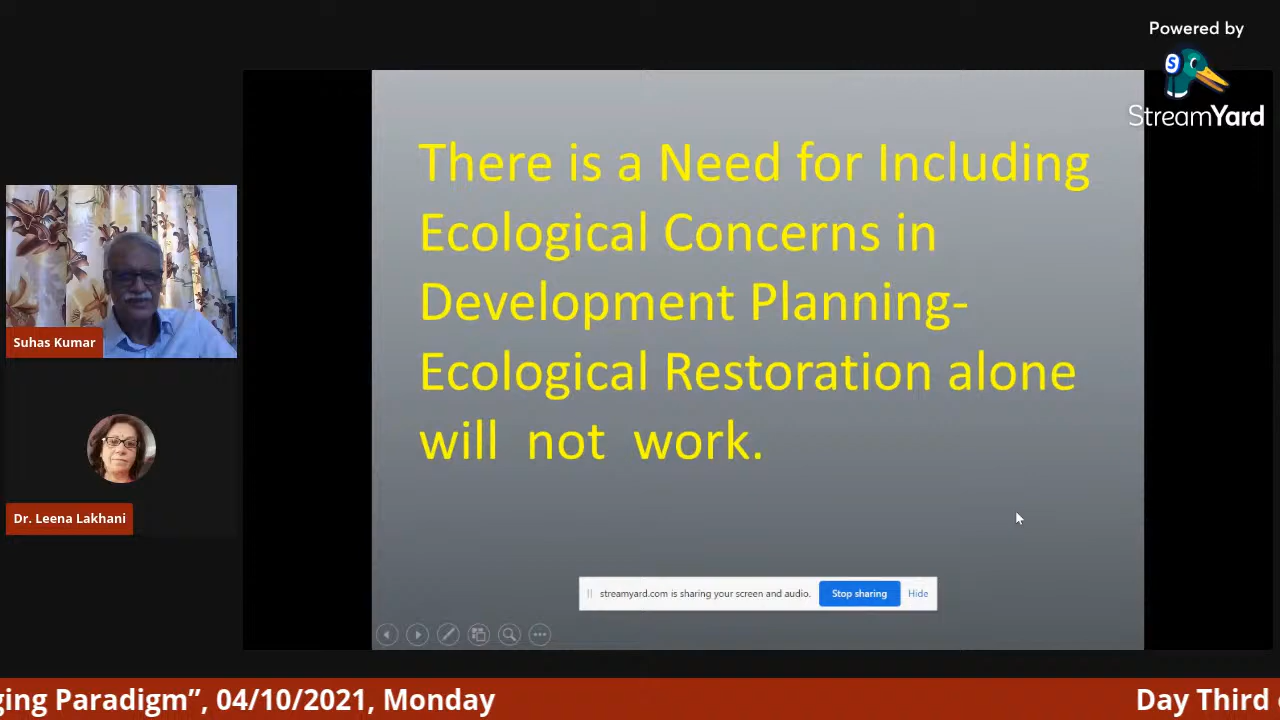 Powered by
StreamYard
There is a Need for Including
Ecological Concerns in
Development Planning-
Ecological Restoration alone
will not work.
Suhas Kumar
Dr. Leena Lakhani
streamyard.com is sharing your screen and audio. Stop sharing Hide
ging Paradigm”, 04/10/2021, Monday Day Third